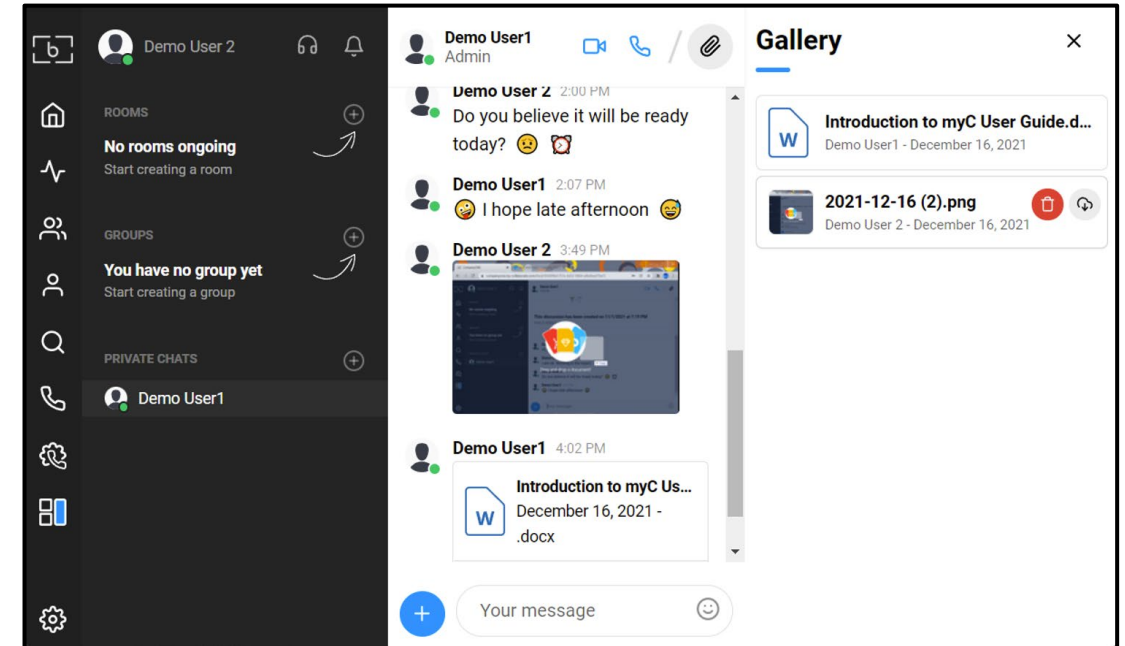 Demo User 2
ROOMS
No rooms ongoing
Start creating a room
GROUPS
You have no group yet
Start creating a group
PRIVATE CHATS
Demo User1
Demo User1
Admin
Demo User 2 2:00 PM
Do you believe it will be ready
today? 😟 ⏰
Demo User1 2:07 PM
🤪 I hope late afternoon 😅
Demo User 2 3:49 PM
Demo User1 4:02 PM
W
Introduction to myC Us...
December 16, 2021 -
.docx
Your message
Gallery
W
Introduction to myC User Guide.d...
Demo User1 - December 16, 2021
2021-12-16 (2).png
Demo User 2 - December 16, 2021